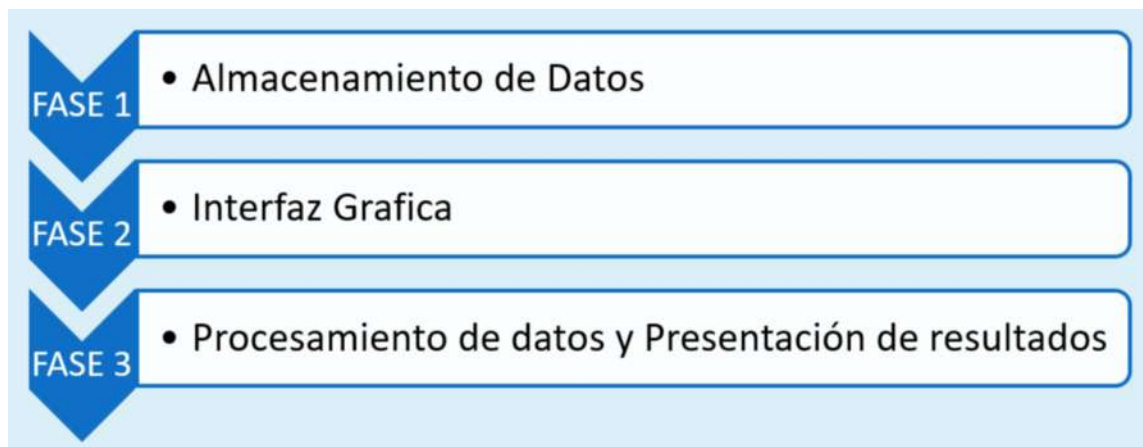 FASE 1
• Almacenamiento de Datos
FASE 2
• Interfaz Grafica
FASE 3
• Procesamiento de datos y Presentación de resultados